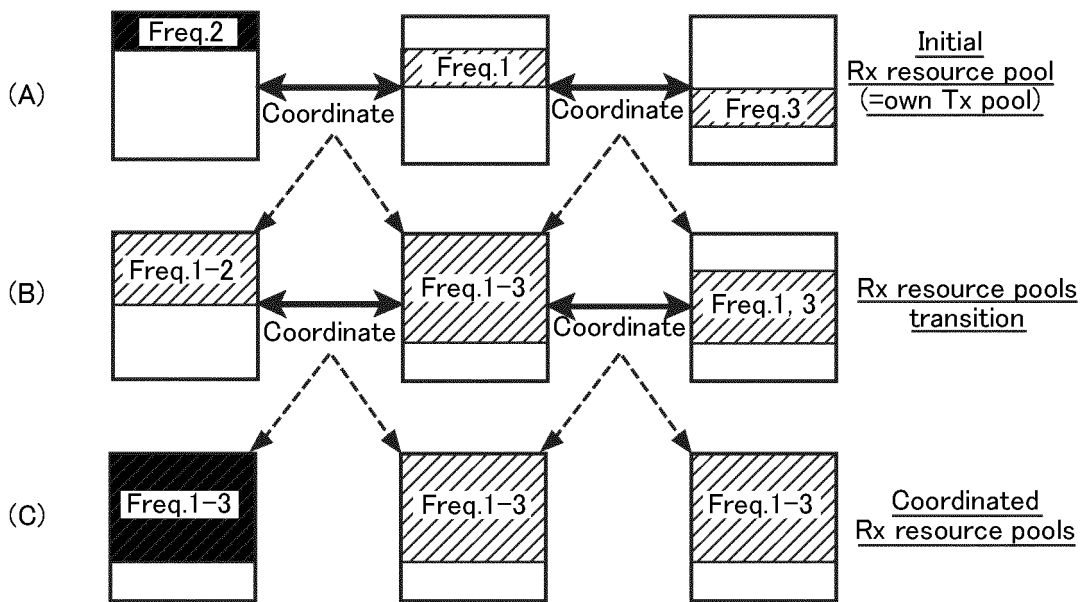 (A)
Freq.2
Coordinate
Freq.1
Coordinate
Freq.3
Initial
Rx resource pool
(=own Tx pool)
(B)
Freq.1-2
Coordinate
Freq.1-3
Coordinate
Freq.1, 3
Rx resource pools
transition
(C)
Freq.1-3
Freq.1-3
Freq.1-3
Coordinated
Rx resource pools